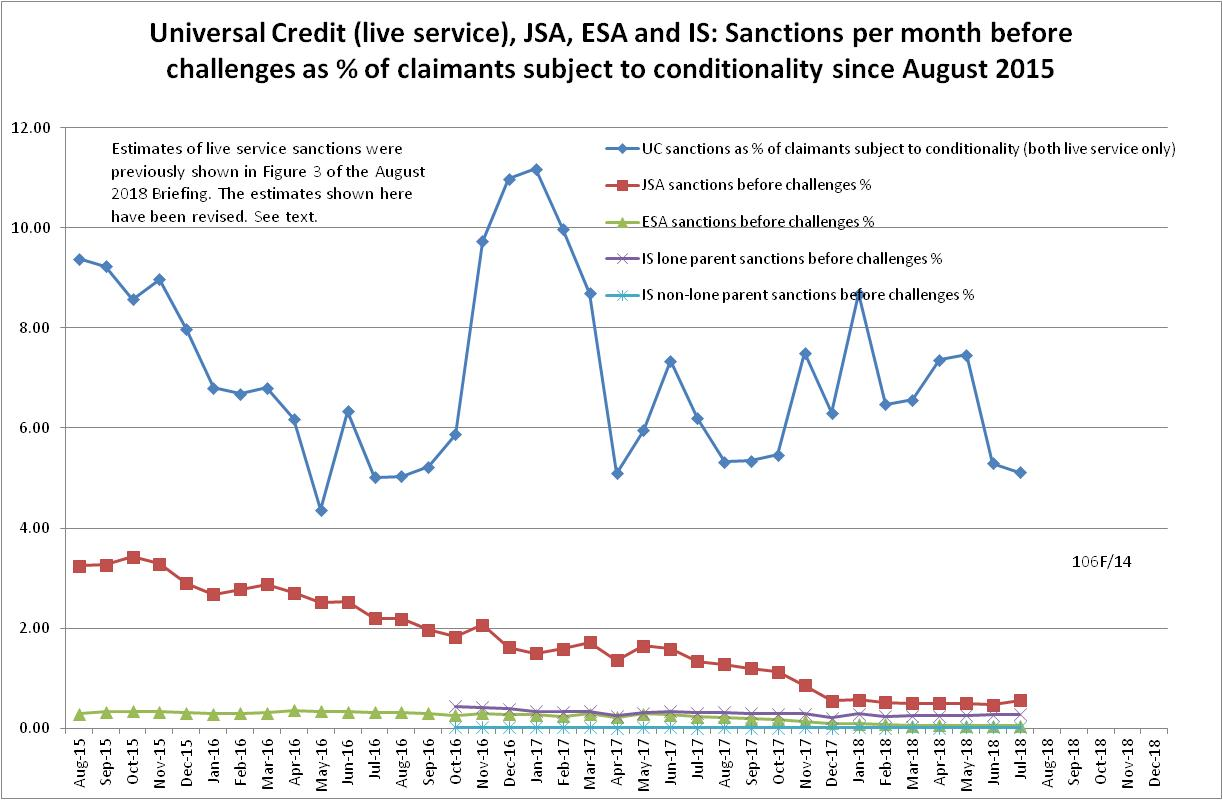 Universal Credit (live service), JSA, ESA and IS: Sanctions per month before
challenges as % of claimants subject to conditionality since August 2015
12.00
10.00
8.00
6.00
4.00
2.00
0.00
Estimates of live service sanctions were
previously shown in Figure 3 of the August
2018 Briefing. The estimates shown here
have been revised. See text.
UC sanctions as % of claimants subject to conditionality (both live service only)
JSA sanctions before challenges %
ESA sanctions before challenges %
IS lone parent sanctions before challenges %
IS non-lone parent sanctions before challenges %
106F/14
Aug-15
Sep-15
Oct-15
Nov-15
Dec-15
Jan-16
Feb-16
Mar-16
Apr-16
May-16
Jun-16
Jul-16
Aug-16
Sep-16
Oct-16
Nov-16
Dec-16
Jan-17
Feb-17
Mar-17
Apr-17
May-17
Jun-17
Jul-17
Aug-17
Sep-17
Oct-17
Nov-17
Dec-17
Jan-18
Feb-18
Mar-18
Apr-18
May-18
Jun-18
Jul-18
Aug-18
Sep-18
Oct-18
Nov-18
Dec-18